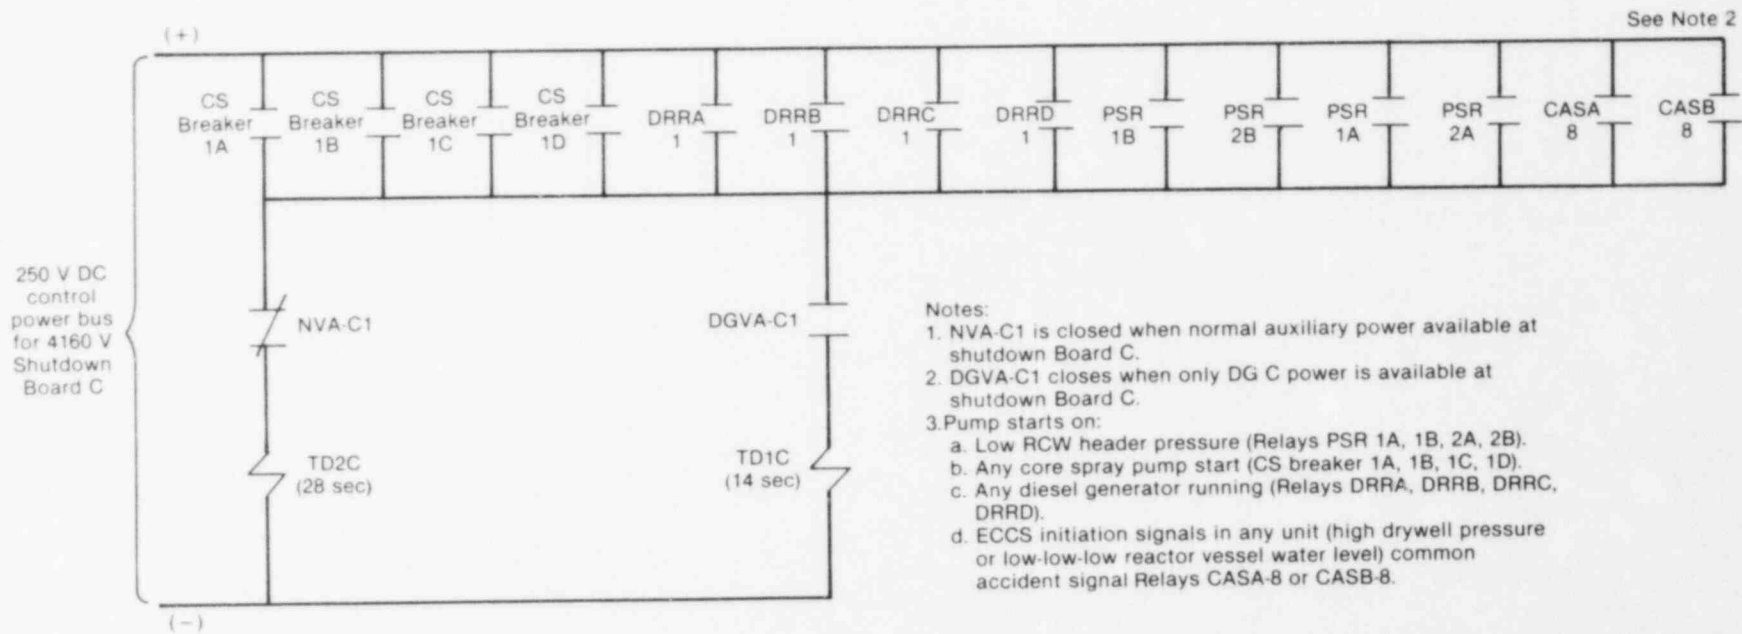 See Note 2
(+)
CS
Breaker
1A
CS
Breaker
1B
CS
Breaker
1C
CS
Breaker
1D
DRRA
1
DRRB
1
DRRC
1
DRRD
1
PSR
1B
PSR
2B
PSR
1A
PSR
2A
CASA
8
CASB
8
250 V DC
control
power bus
for 4160 V
Shutdown
Board C
NVA-C1
DGVA-C1
TD2C
(28 sec)
TD1C
(14 sec)
(−)
Notes:
1. NVA-C1 is closed when normal auxiliary power available at
shutdown Board C.
2. DGVA-C1 closes when only DG C power is available at
shutdown Board C.
3.Pump starts on:
a. Low RCW header pressure (Relays PSR 1A, 1B, 2A, 2B).
b. Any core spray pump start (CS breaker 1A, 1B, 1C, 1D).
c. Any diesel generator running (Relays DRRA, DRRB, DRRC,
DRRD).
d. ECCS initiation signals in any unit (high drywell pressure
or low-low-low reactor vessel water level) common
accident signal Relays CASA-8 or CASB-8.